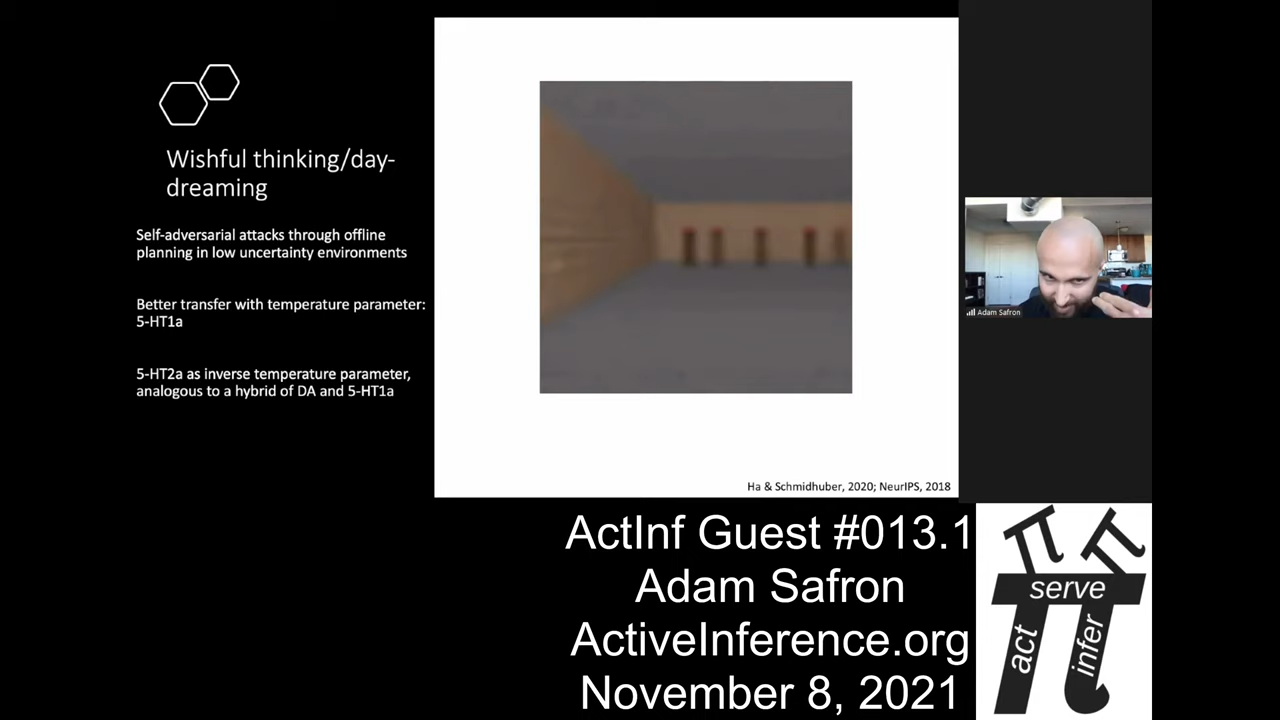 Wishful thinking/day-
dreaming
Self-adversarial attacks through offline
planning in low uncertainty environments
Better transfer with temperature parameter:
5-HT1a
5-HT2a as inverse temperature parameter,
analogous to a hybrid of DA and 5-HT1a
Ha & Schmidhuber, 2020; NeurIPS, 2018
Adam Safron
ActInf Guest #013.1
Adam Safron
ActiveInference.org
November 8, 2021
π π
serve
act
infer